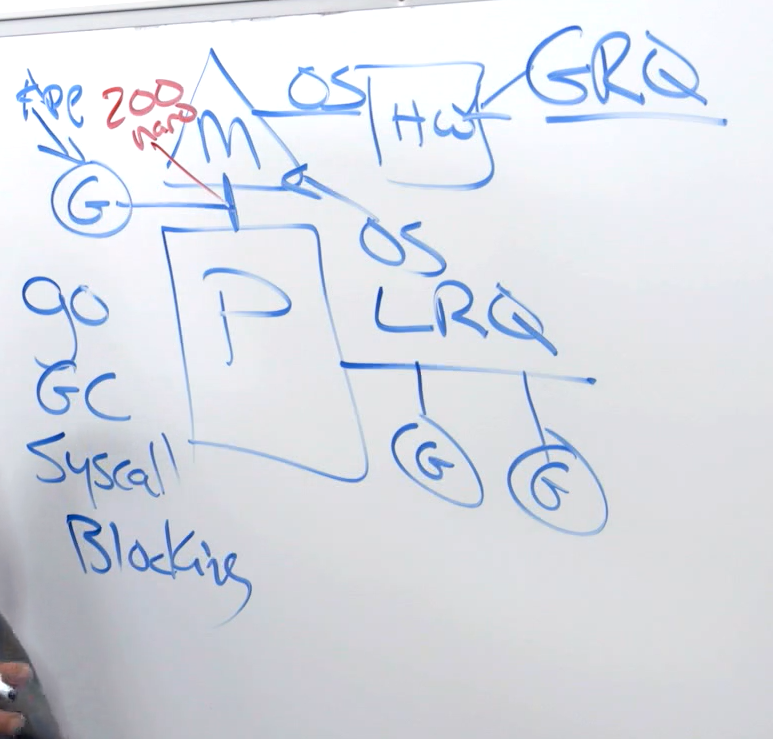 App
200
nano
M
OS
HW
GRQ
G
OS
P
LRQ
go
GC
Syscall
Blocking
G
G